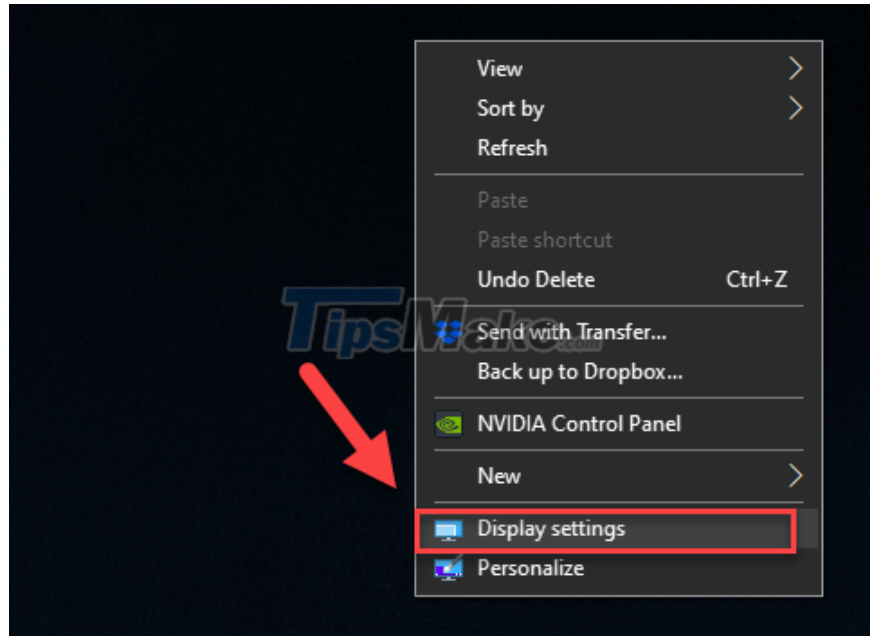 View
Sort by
Refresh
Paste
Paste shortcut
Undo Delete Ctrl+Z
TipsMake.com
Send with Transfer...
Back up to Dropbox...
NVIDIA Control Panel
New
Display settings
Personalize